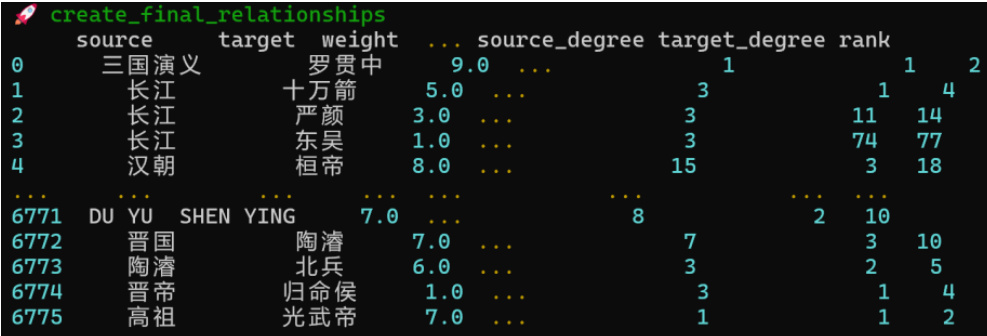 🚀 create_final_relationships
source target weight ... source_degree target_degree rank
0 三国演义 罗贯中 9.0 ... 1 1 2
1 长江 十万箭 5.0 ... 3 1 4
2 长江 严颜 3.0 ... 3 11 14
3 长江 东吴 1.0 ... 3 74 77
4 汉朝 桓帝 8.0 ... 15 3 18
... ... ... ... ... ... ... ...
6771 DU YU SHEN YING 7.0 ... 8 2 10
6772 晋国 陶濬 7.0 ... 7 3 10
6773 陶濬 北兵 6.0 ... 3 2 5
6774 晋帝 归命侯 1.0 ... 3 1 4
6775 高祖 光武帝 7.0 ... 1 1 2